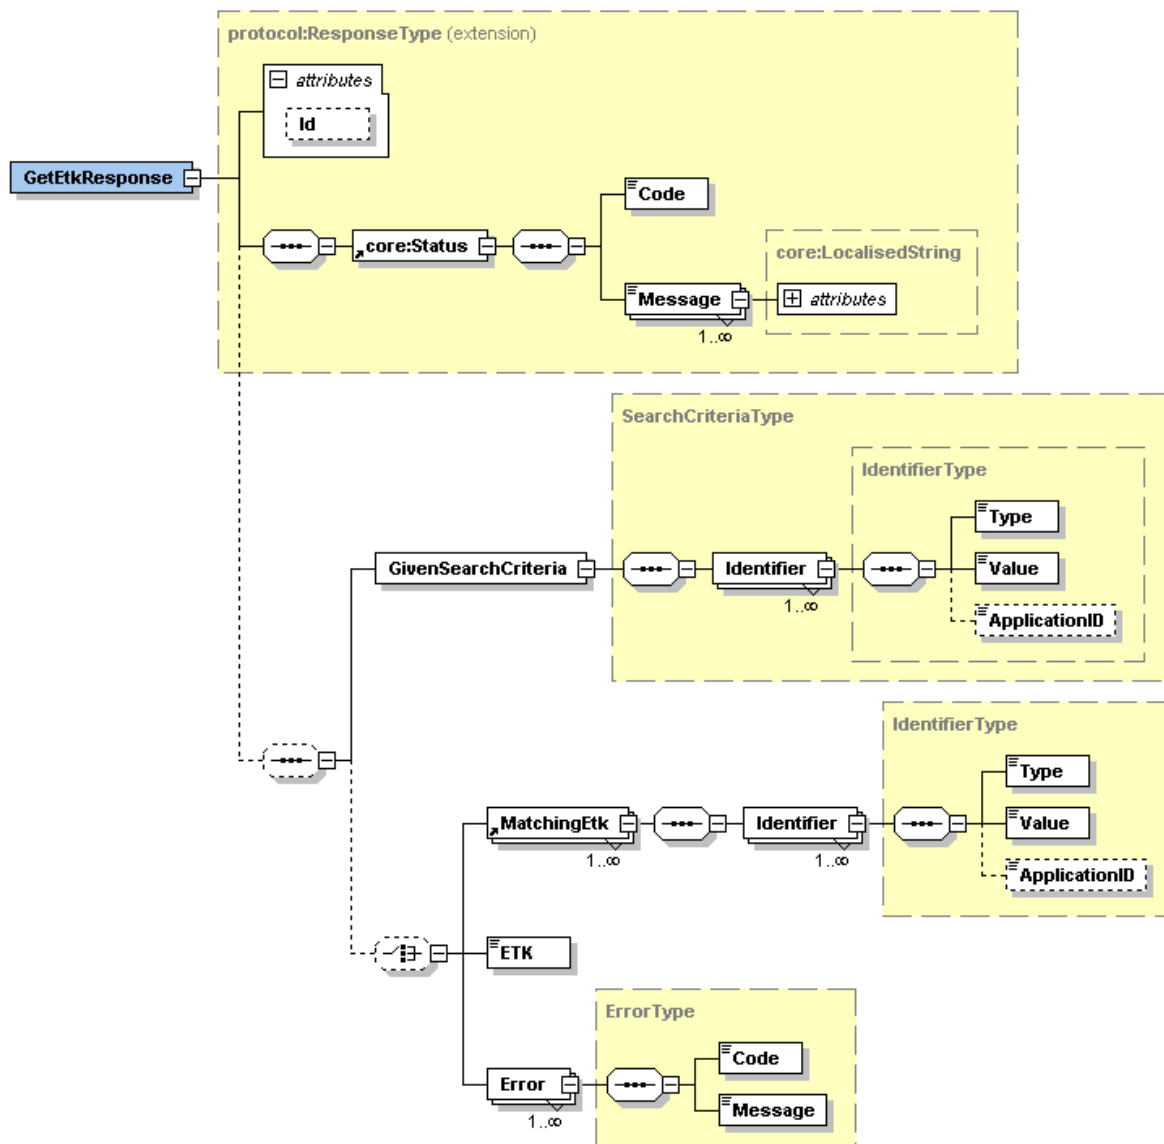 protocol:ResponseType (extension)
attributes
Id
GetEtkResponse
Code
core:Status
core:LocalisedString
Message
attributes
1..∞
SearchCriteriaType
IdentifierType
Type
GivenSearchCriteria
Identifier
Value
1..∞
ApplicationID
IdentifierType
Type
MatchingEtk
Identifier
Value
1..∞
1..∞
ApplicationID
ETK
ErrorType
Code
Error
Message
1..∞